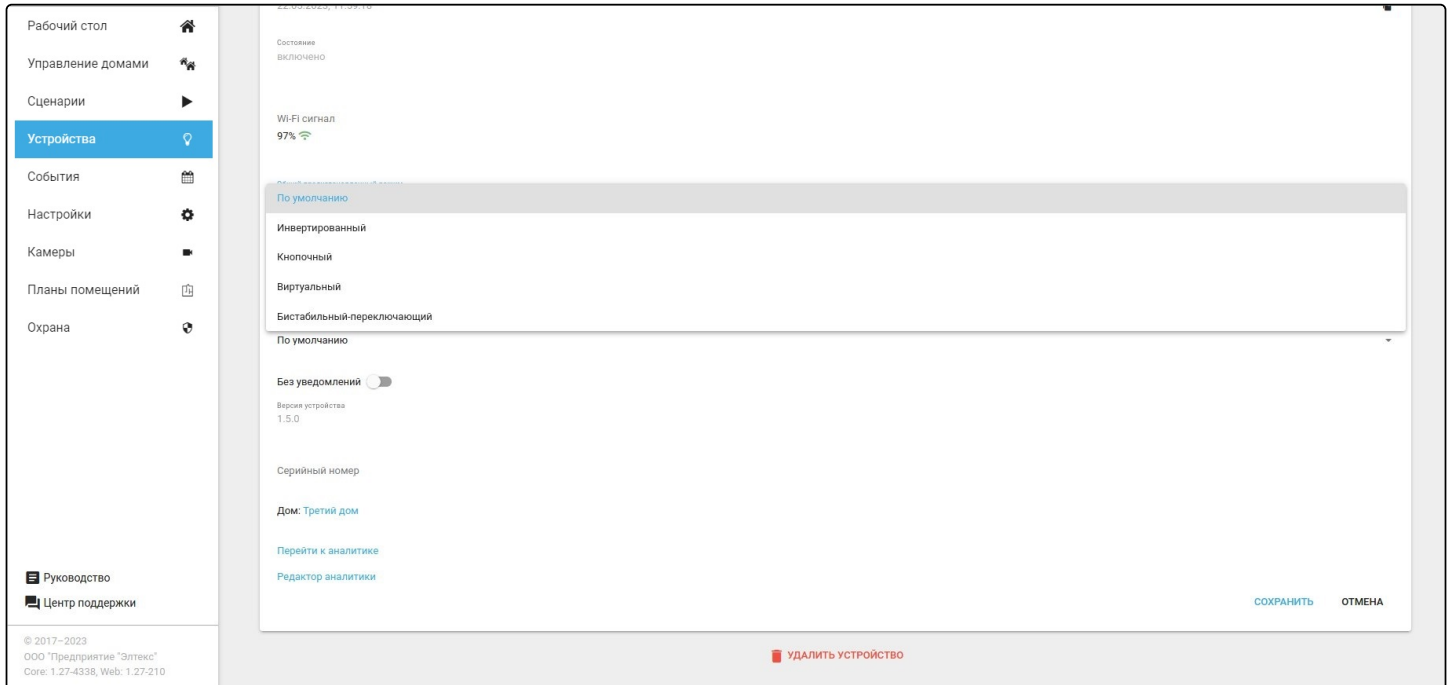 Рабочий стол
Управление домами
Сценарии
Устройства
События
Настройки
Камеры
Планы помещений
Охрана
Руководство
Центр поддержки
© 2017–2023
ООО "Предприятие "Элтекс"
Core: 1.27-4338, Web: 1.27-210
Состояние
включено
Wi-Fi сигнал
97%
По умолчанию
Инвертированный
Кнопочный
Виртуальный
Бистабильный-переключающий
По умолчанию
Без уведомлений
Версия устройства
1.5.0
Серийный номер
Дом: Третий дом
Перейти к аналитике
Редактор аналитики
СОХРАНИТЬ ОТМЕНА
УДАЛИТЬ УСТРОЙСТВО